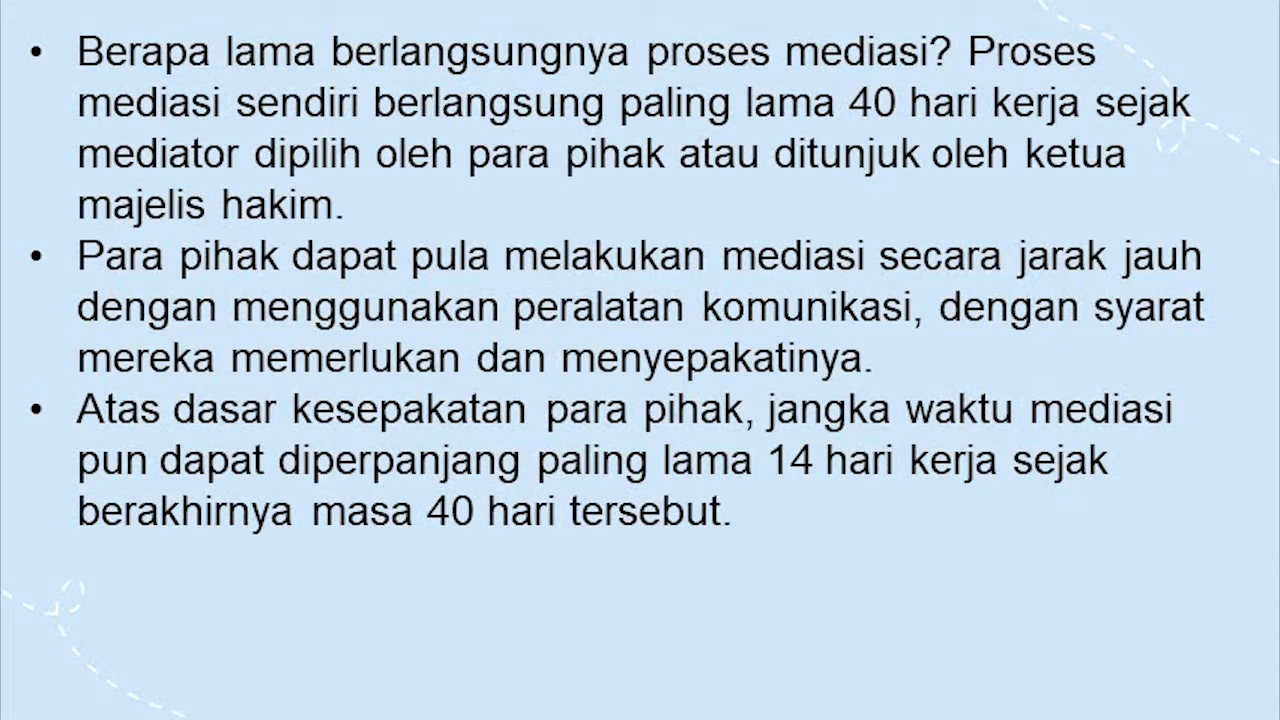 • Berapa lama berlangsungnya proses mediasi? Proses
mediasi sendiri berlangsung paling lama 40 hari kerja sejak
mediator dipilih oleh para pihak atau ditunjuk oleh ketua
majelis hakim.
• Para pihak dapat pula melakukan mediasi secara jarak jauh
dengan menggunakan peralatan komunikasi, dengan syarat
mereka memerlukan dan menyepakatinya.
• Atas dasar kesepakatan para pihak, jangka waktu mediasi
pun dapat diperpanjang paling lama 14 hari kerja sejak
berakhirnya masa 40 hari tersebut.